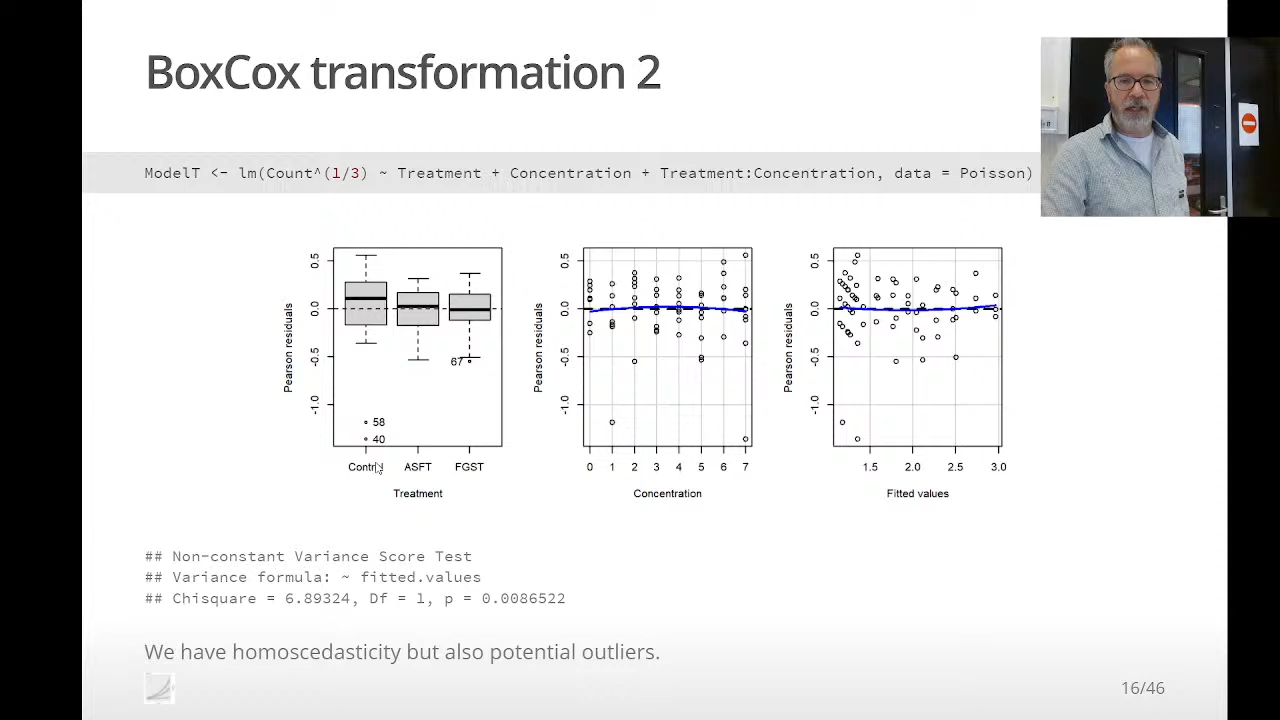 BoxCox transformation 2
ModelT <- lm(Count^(1/3) ~ Treatment + Concentration + Treatment:Concentration, data = Poisson)
Pearson residuals
0.5
0.0
-0.5
-1.0
67
58
40
Control
ASFT
FGST
Treatment
Pearson residuals
0.5
0.0
-0.5
-1.0
0 1 2 3 4 5 6 7
Concentration
Pearson residuals
0.5
0.0
-0.5
-1.0
1.5 2.0 2.5 3.0
Fitted values
## Non-constant Variance Score Test
## Variance formula: ~ fitted.values
## Chisquare = 6.89324, Df = 1, p = 0.0086522
We have homoscedasticity but also potential outliers.
16/46